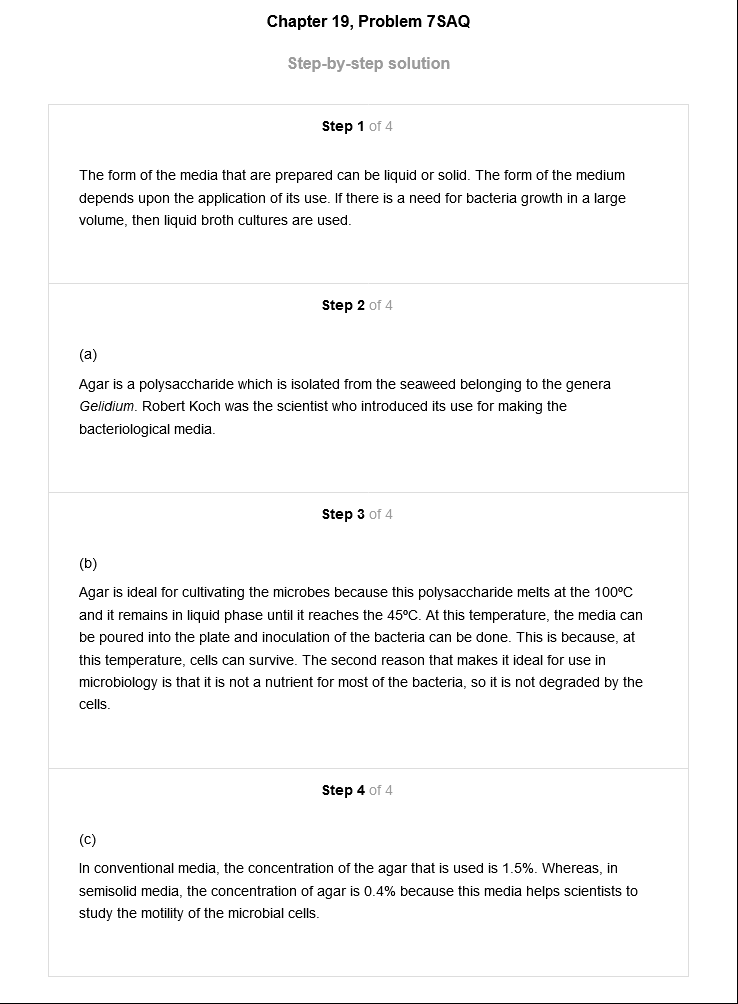 Chapter 19, Problem 7SAQ
Step-by-step solution
Step 1 of 4
The form of the media that are prepared can be liquid or solid. The form of the medium
depends upon the application of its use. If there is a need for bacteria growth in a large
volume, then liquid broth cultures are used.
Step 2 of 4
(a)
Agar is a polysaccharide which is isolated from the seaweed belonging to the genera
Gelidium. Robert Koch was the scientist who introduced its use for making the
bacteriological media.
Step 3 of 4
(b)
Agar is ideal for cultivating the microbes because this polysaccharide melts at the 100ºC
and it remains in liquid phase until it reaches the 45ºC. At this temperature, the media can
be poured into the plate and inoculation of the bacteria can be done. This is because, at
this temperature, cells can survive. The second reason that makes it ideal for use in
microbiology is that it is not a nutrient for most of the bacteria, so it is not degraded by the
cells.
Step 4 of 4
(c)
In conventional media, the concentration of the agar that is used is 1.5%. Whereas, in
semisolid media, the concentration of agar is 0.4% because this media helps scientists to
study the motility of the microbial cells.